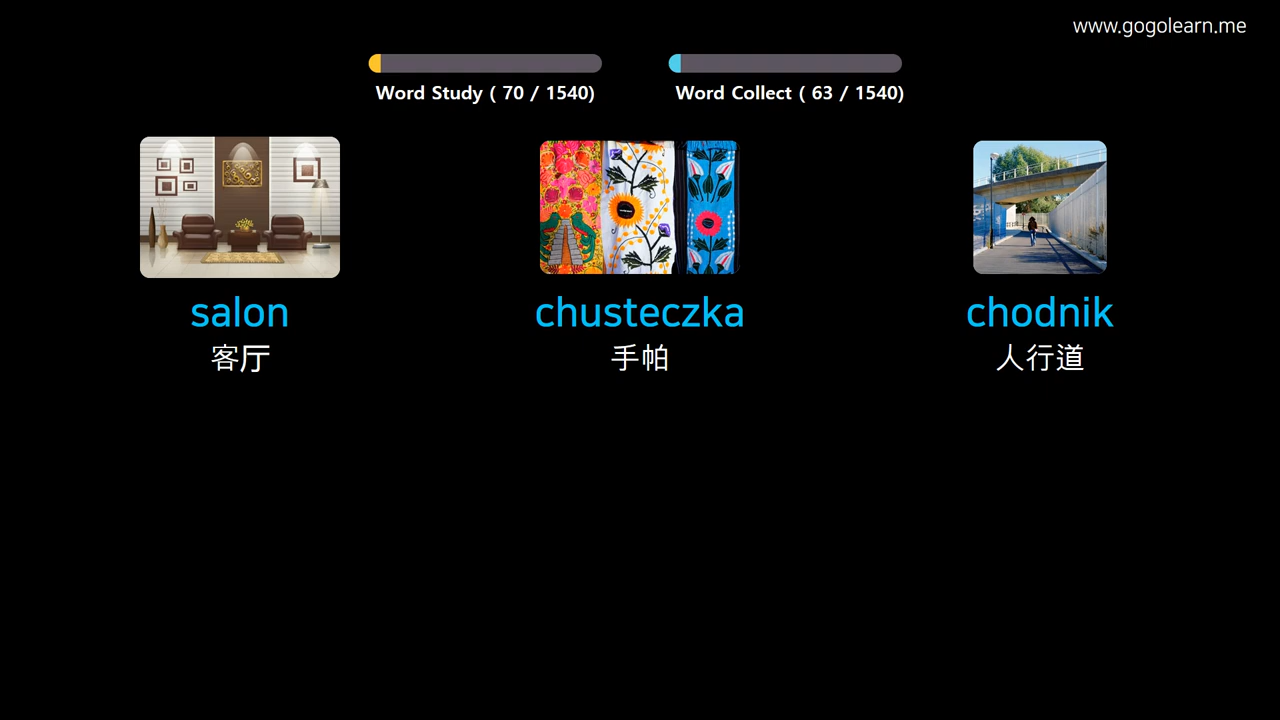 www.gogolearn.me
Word Study ( 70 / 1540)
Word Collect ( 63 / 1540)
salon
客厅
chusteczka
手帕
chodnik
人行道